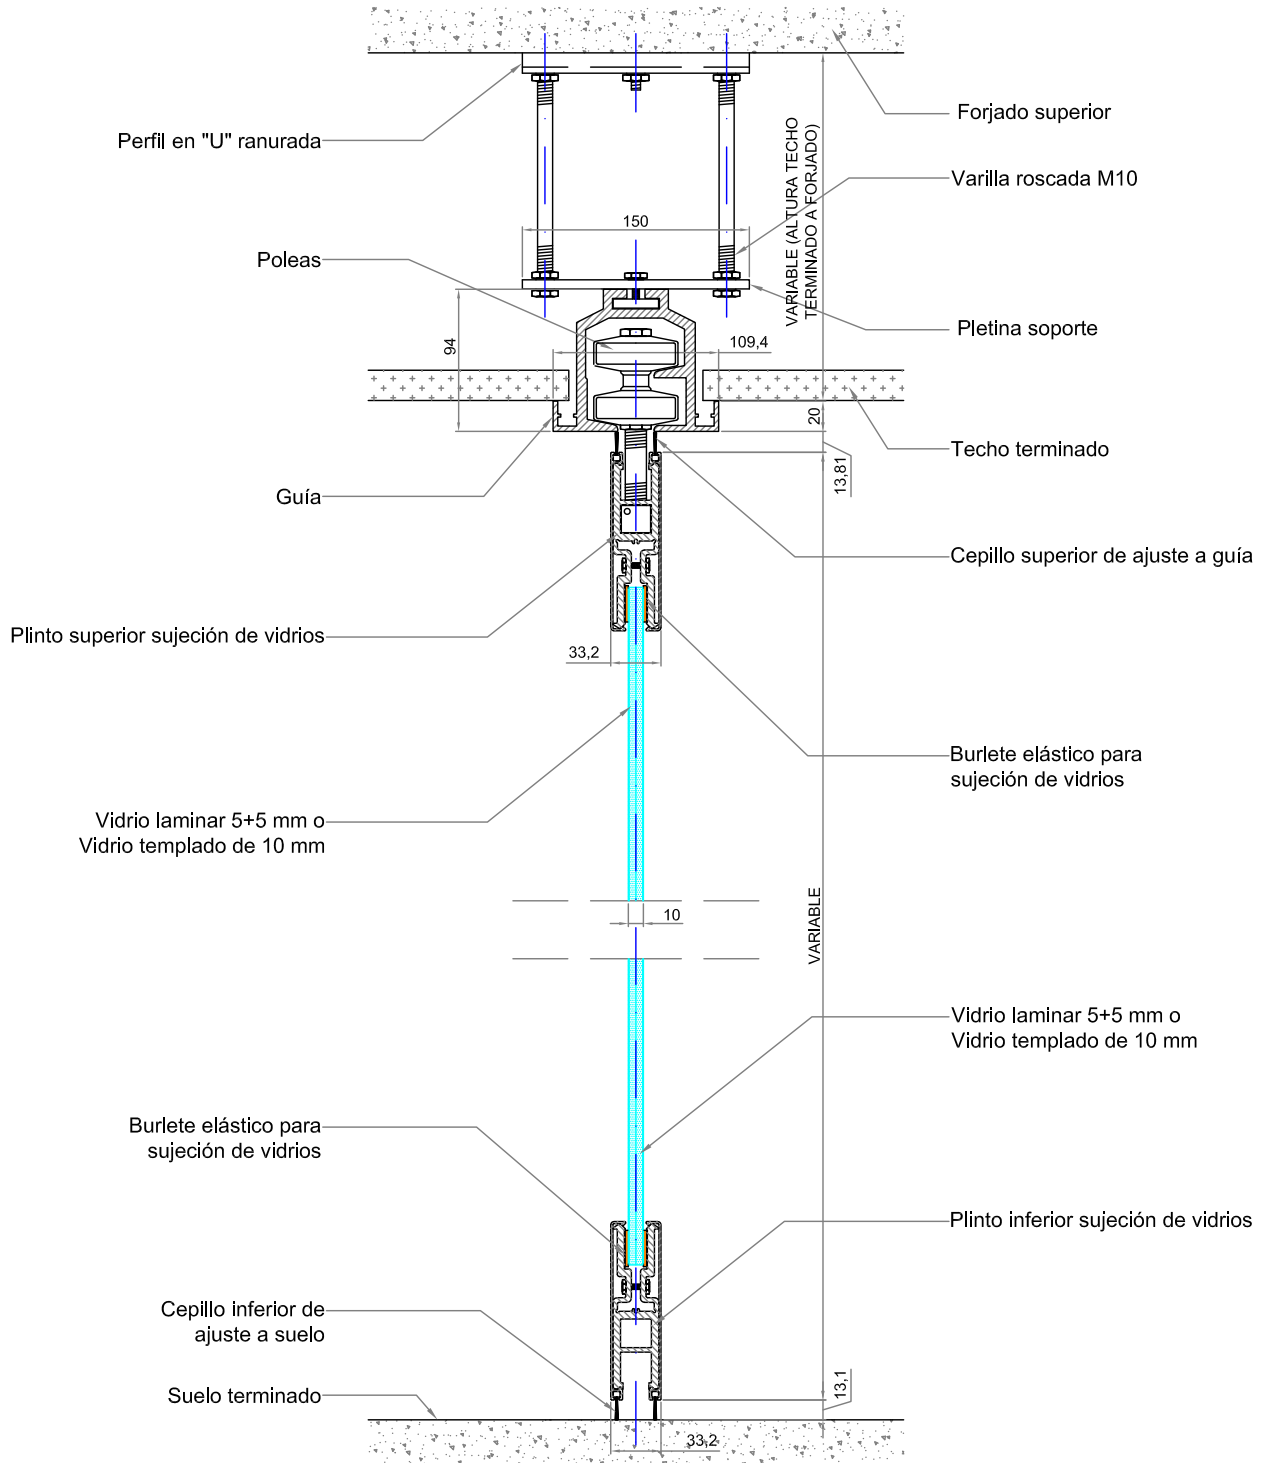 Forjado superior
Perfil en "U" ranurada
Varilla roscada M10
VARIABLE (ALTURA TECHO
TERMINADO A FORJADO)
150
Poleas
Pletina soporte
94
109,4
20
Techo terminado
13,81
Guía
Cepillo superior de ajuste a guía
Plinto superior sujeción de vidrios
33,2
Burlete elástico para
sujeción de vidrios
Vidrio laminar 5+5 mm o
Vidrio templado de 10 mm
10
VARIABLE
Vidrio laminar 5+5 mm o
Vidrio templado de 10 mm
Burlete elástico para
sujeción de vidrios
Plinto inferior sujeción de vidrios
Cepillo inferior de
ajuste a suelo
13,1
Suelo terminado
33,2